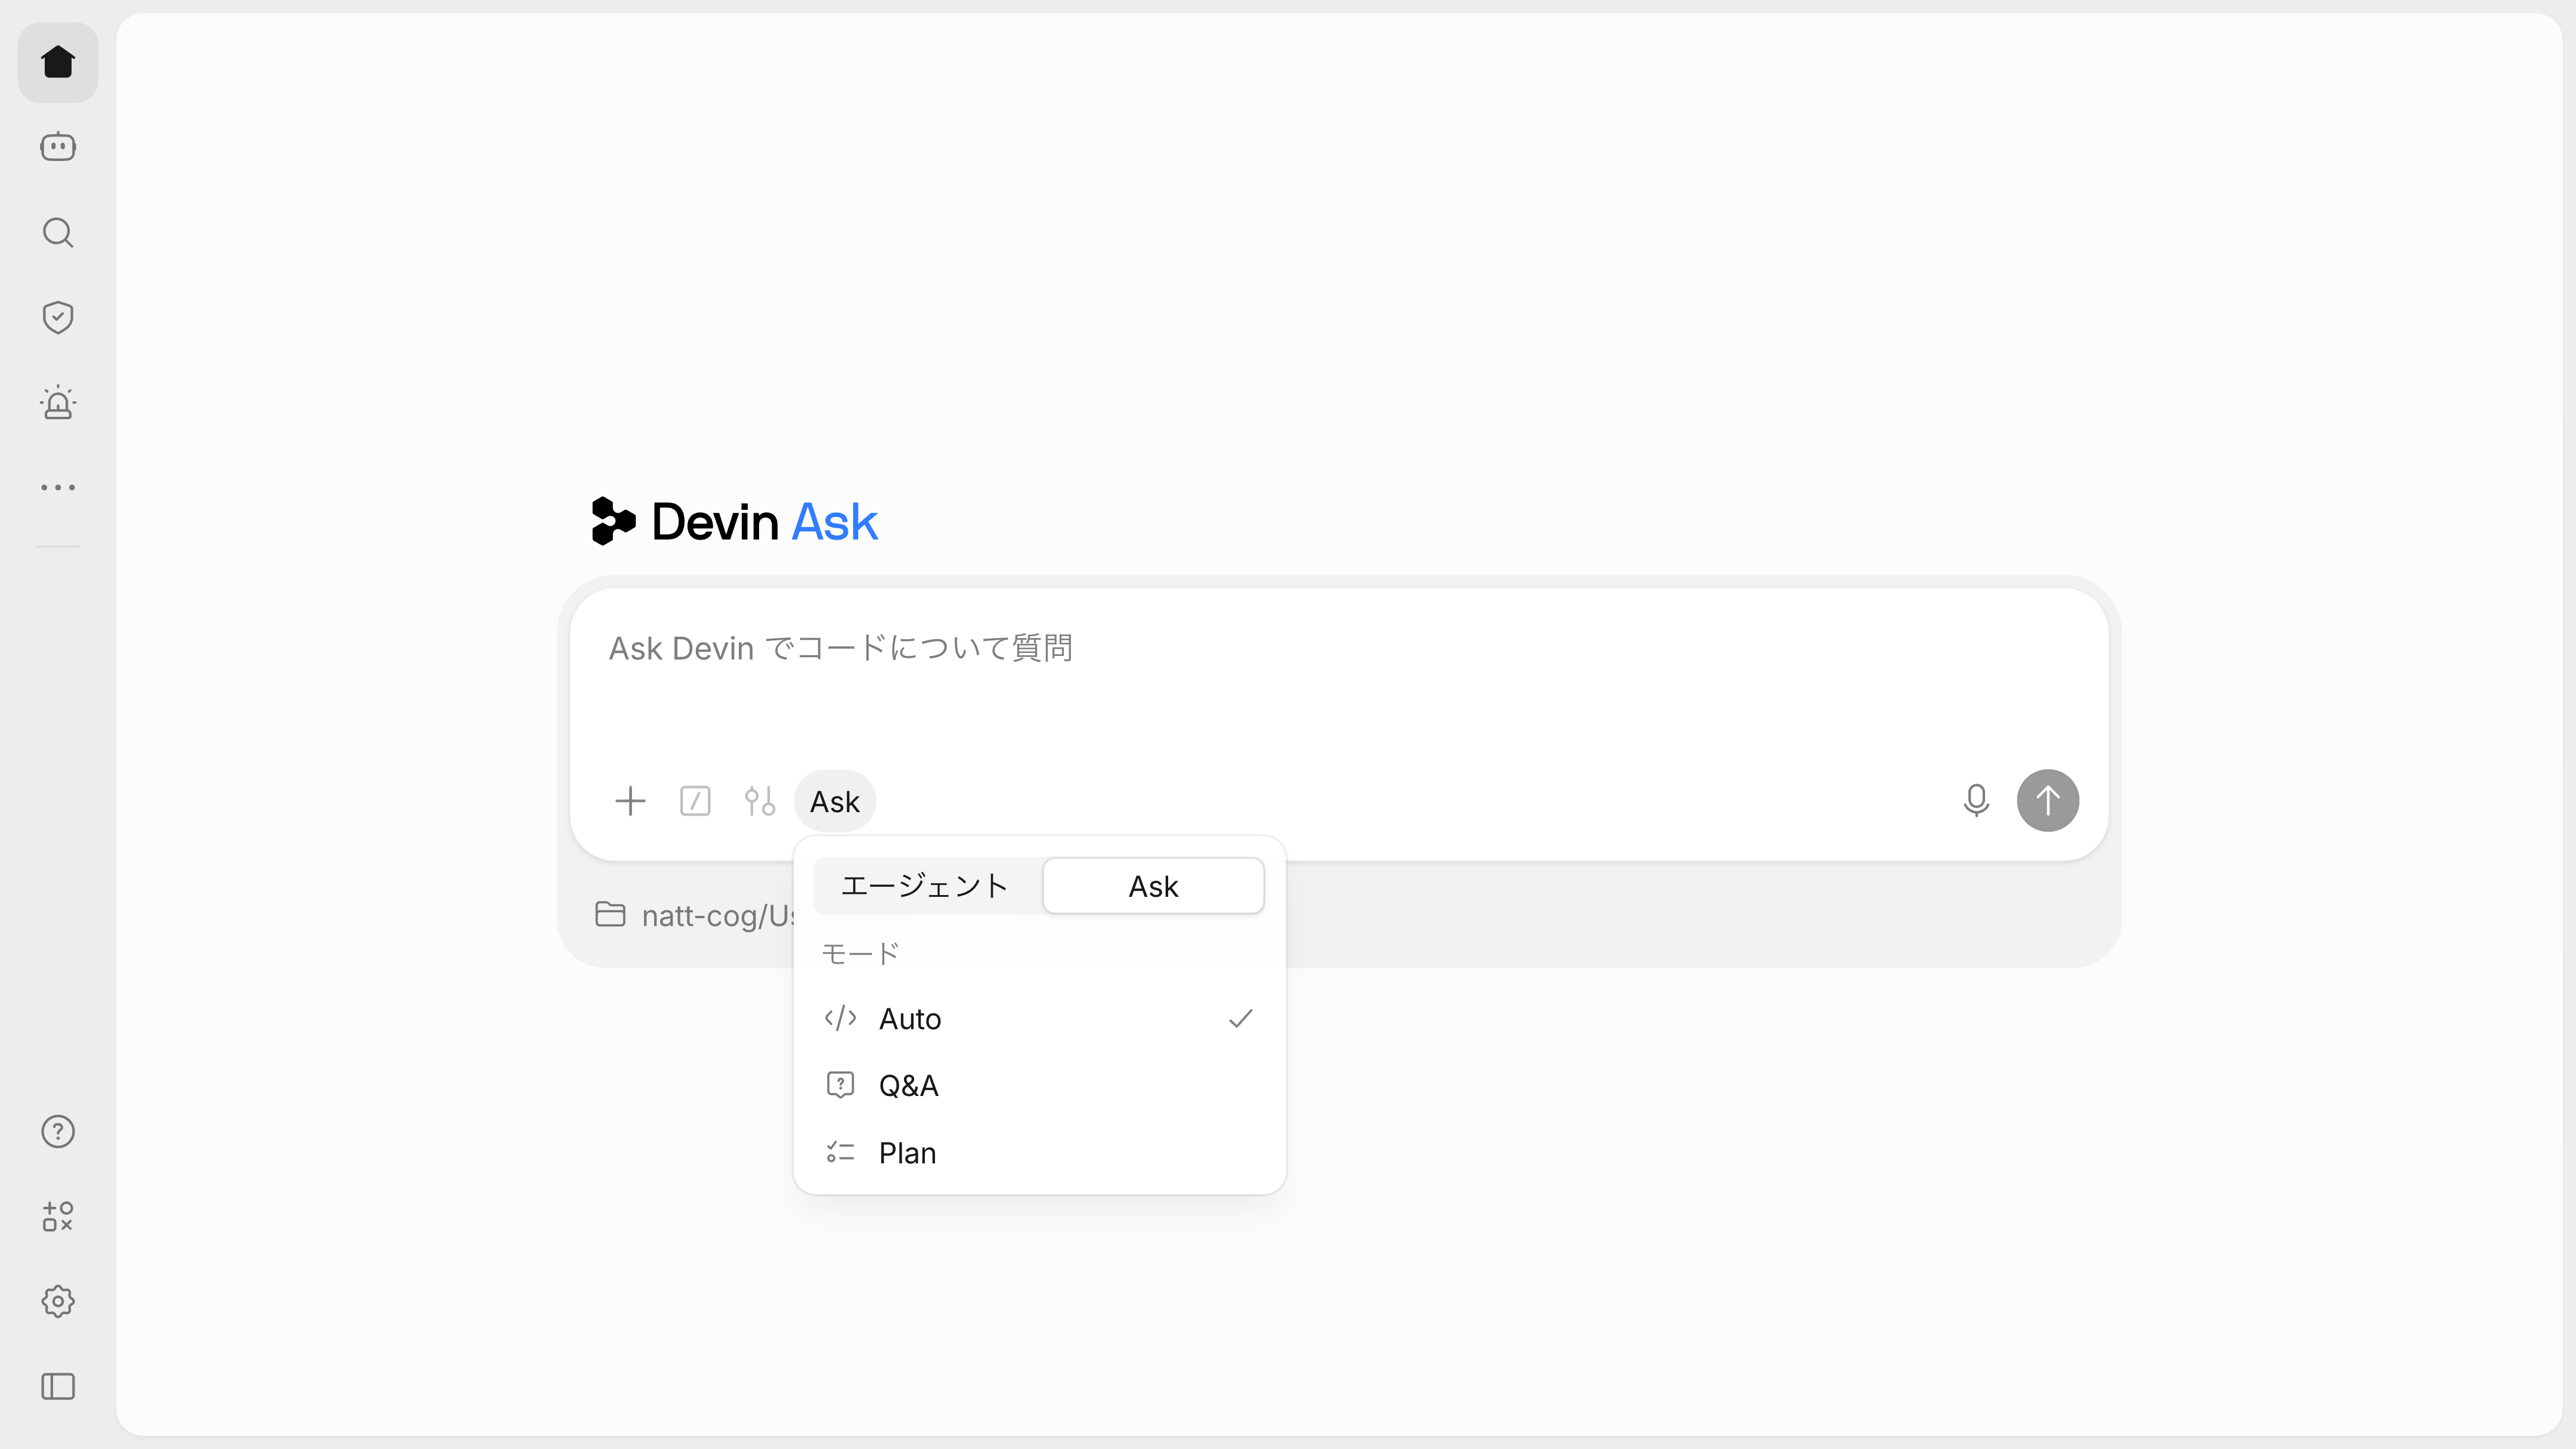 Devin Ask
Ask Devin でコードについて質問
Ask
エージェント
Ask
natt-cog/Us
モード
Auto
Q&A
Plan